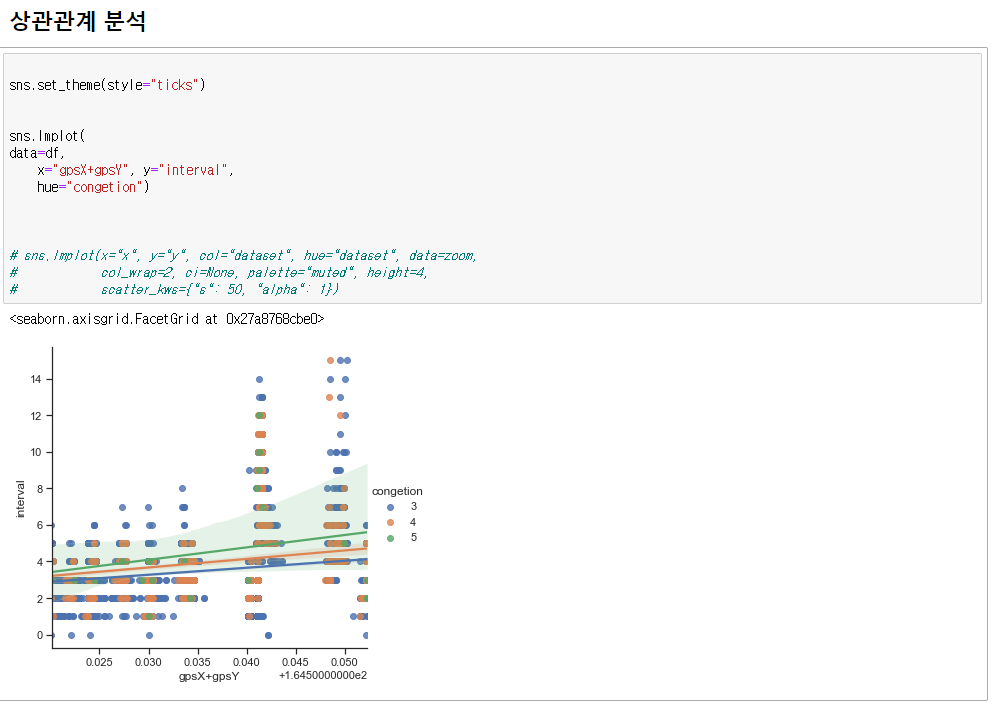 상관관계 분석
sns.set_theme(style="ticks")
sns.lmplot(
data=df,
x="gpsX+gpsY", y="interval",
hue="congetion")
# sns.lmplot(x="x", y="y", col="dataset", hue="dataset", data=zoom,
# col_wrap=2, ci=None, palette="muted", height=4,
# scatter_kws={"s": 50, "alpha": 1})
<seaborn.axisgrid.FacetGrid at 0x27a8768cbe0>
14
12
10
8
6
4
2
0
interval
0.025 0.030 0.035 0.040 0.045 0.050
gpsX+gpsY
+1.6450000000e2
congetion
3
4
5